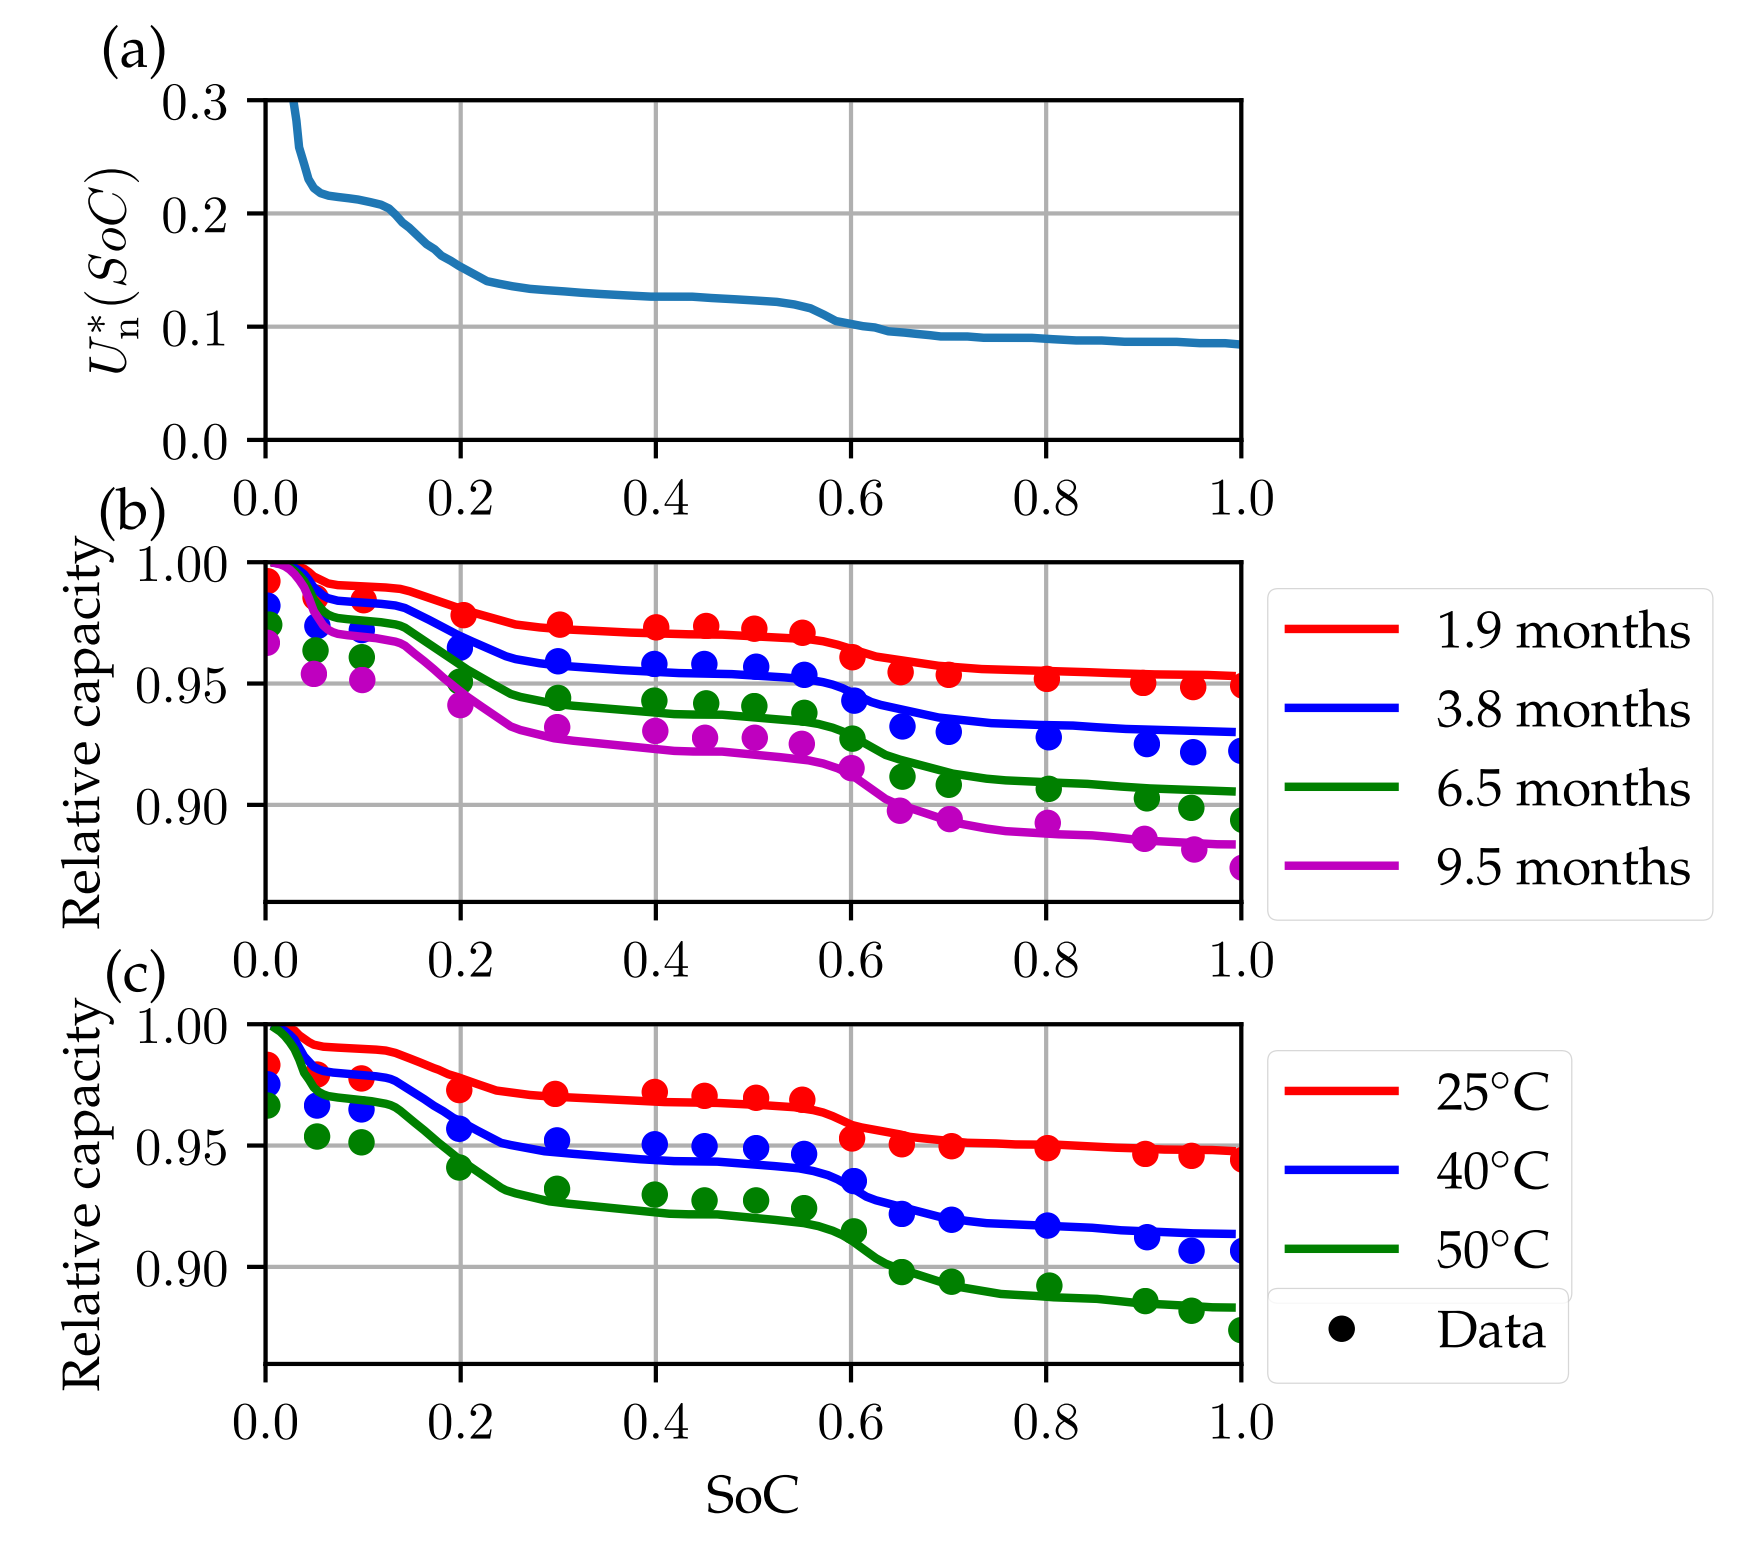 (a)
0.3
0.2
0.1
0.0
U*n(SoC)
0.0 0.2 0.4 0.6 0.8 1.0
(b)
1.00
0.95
0.90
Relative capacity
0.0 0.2 0.4 0.6 0.8 1.0
1.9 months
3.8 months
6.5 months
9.5 months
(c)
1.00
0.95
0.90
Relative capacity
0.0 0.2 0.4 0.6 0.8 1.0
SoC
25°C
40°C
50°C
Data